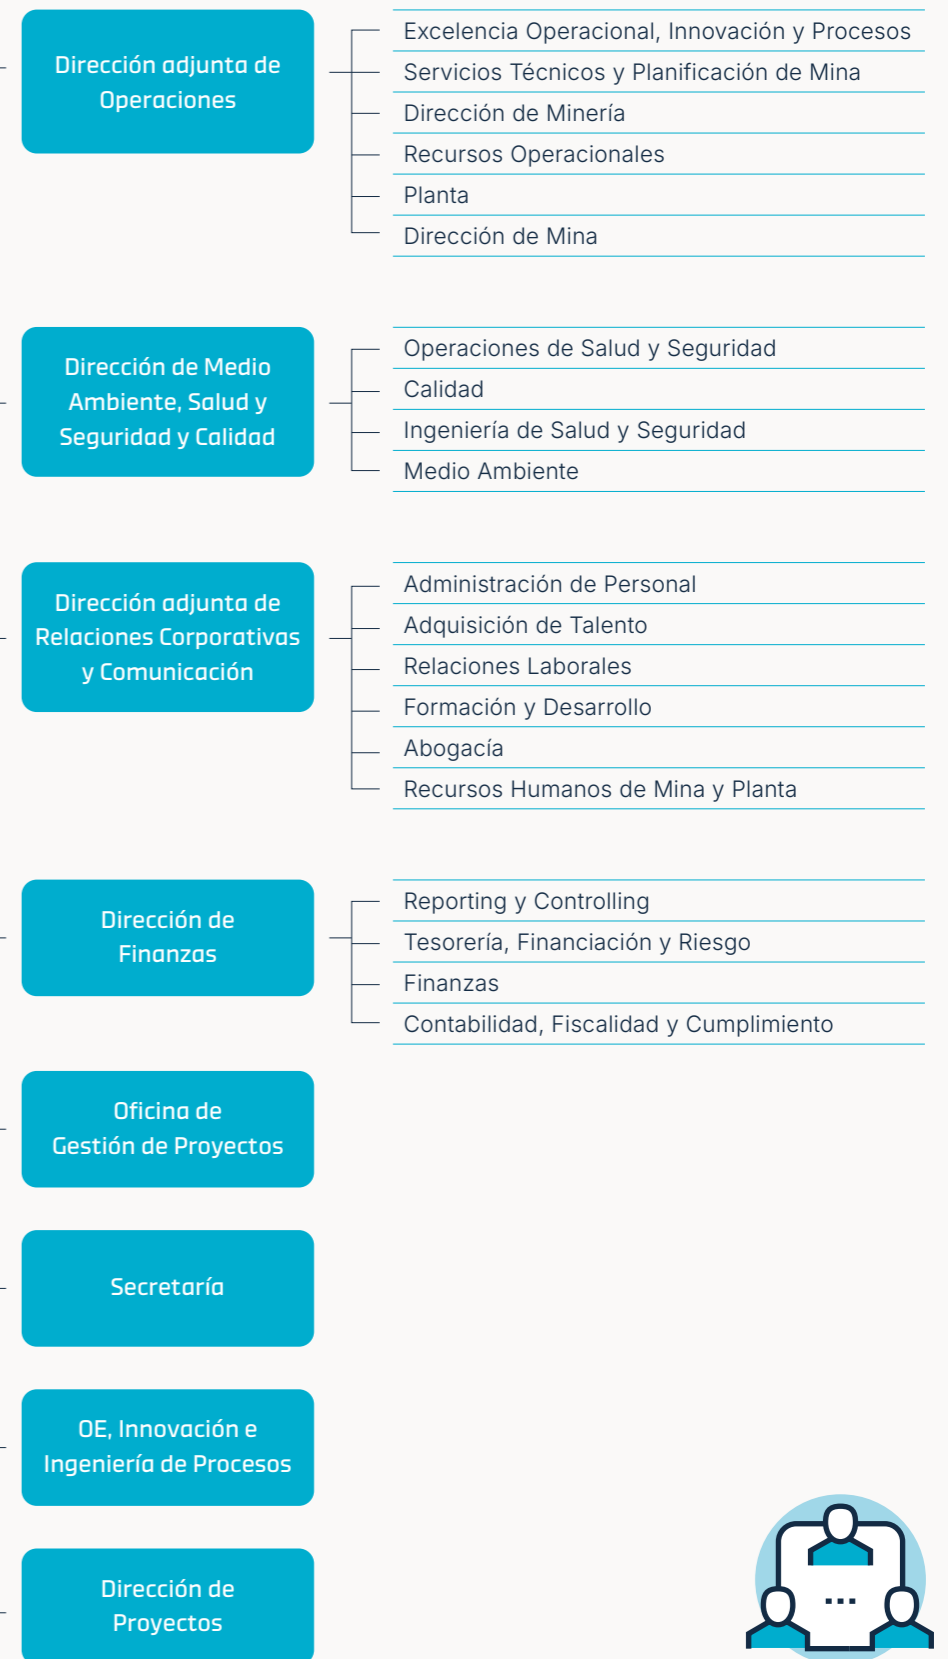 Dirección adjunta de
Operaciones
Excelencia Operacional, Innovación y Procesos
Servicios Técnicos y Planificación de Mina
Dirección de Minería
Recursos Operacionales
Planta
Dirección de Mina
Dirección de Medio
Ambiente, Salud y
Seguridad y Calidad
Operaciones de Salud y Seguridad
Calidad
Ingeniería de Salud y Seguridad
Medio Ambiente
Dirección adjunta de
Relaciones Corporativas
y Comunicación
Administración de Personal
Adquisición de Talento
Relaciones Laborales
Formación y Desarrollo
Abogacía
Recursos Humanos de Mina y Planta
Dirección de
Finanzas
Reporting y Controlling
Tesorería, Financiación y Riesgo
Finanzas
Contabilidad, Fiscalidad y Cumplimiento
Oficina de
Gestión de Proyectos
Secretaría
OE, Innovación e
Ingeniería de Procesos
Dirección de
Proyectos